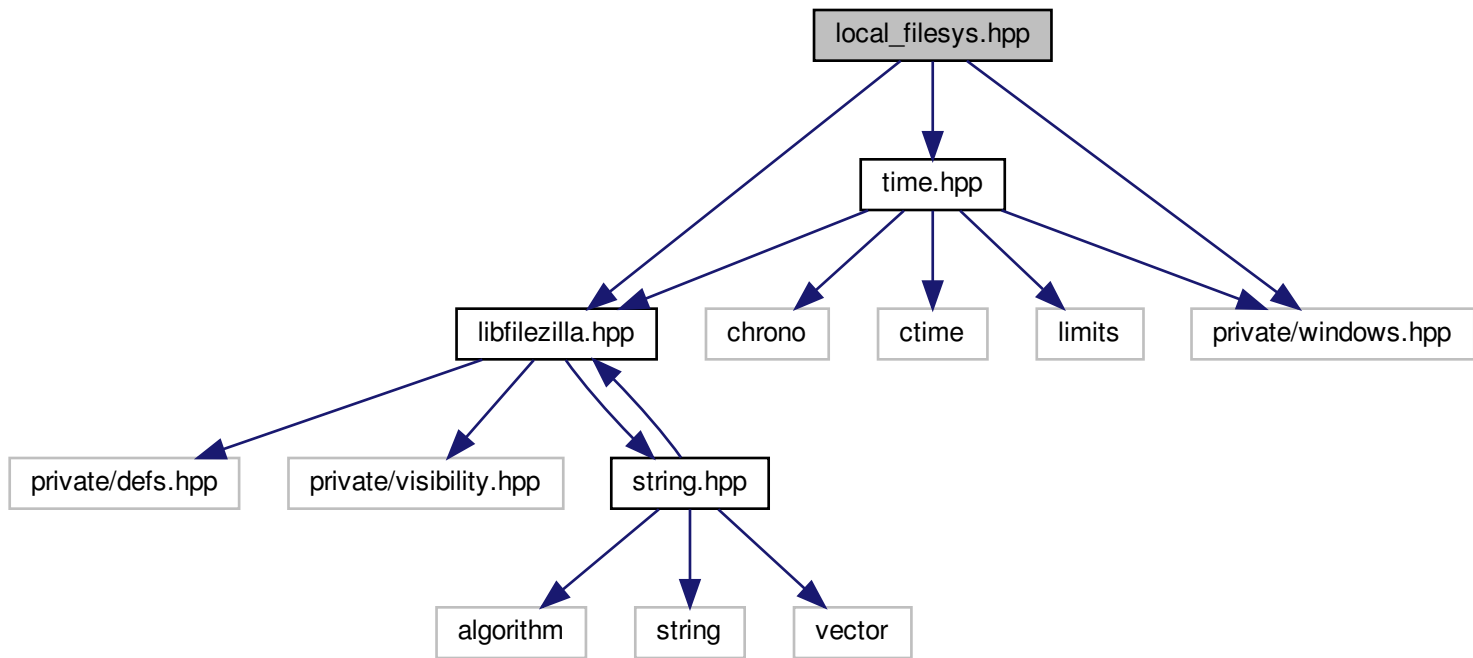 local_filesys.hpp
time.hpp
libfilezilla.hpp
chrono
ctime
limits
private/windows.hpp
private/defs.hpp
private/visibility.hpp
string.hpp
algorithm
string
vector